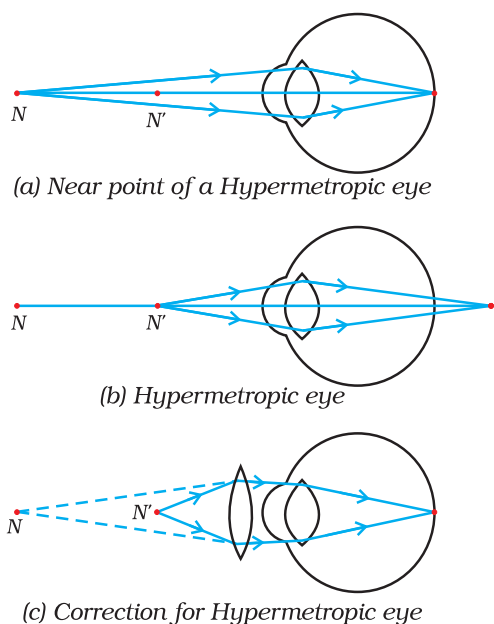 N
N′
(a) Near point of a Hypermetropic eye
N
N′
(b) Hypermetropic eye
N′
N
(c) Correction for Hypermetropic eye